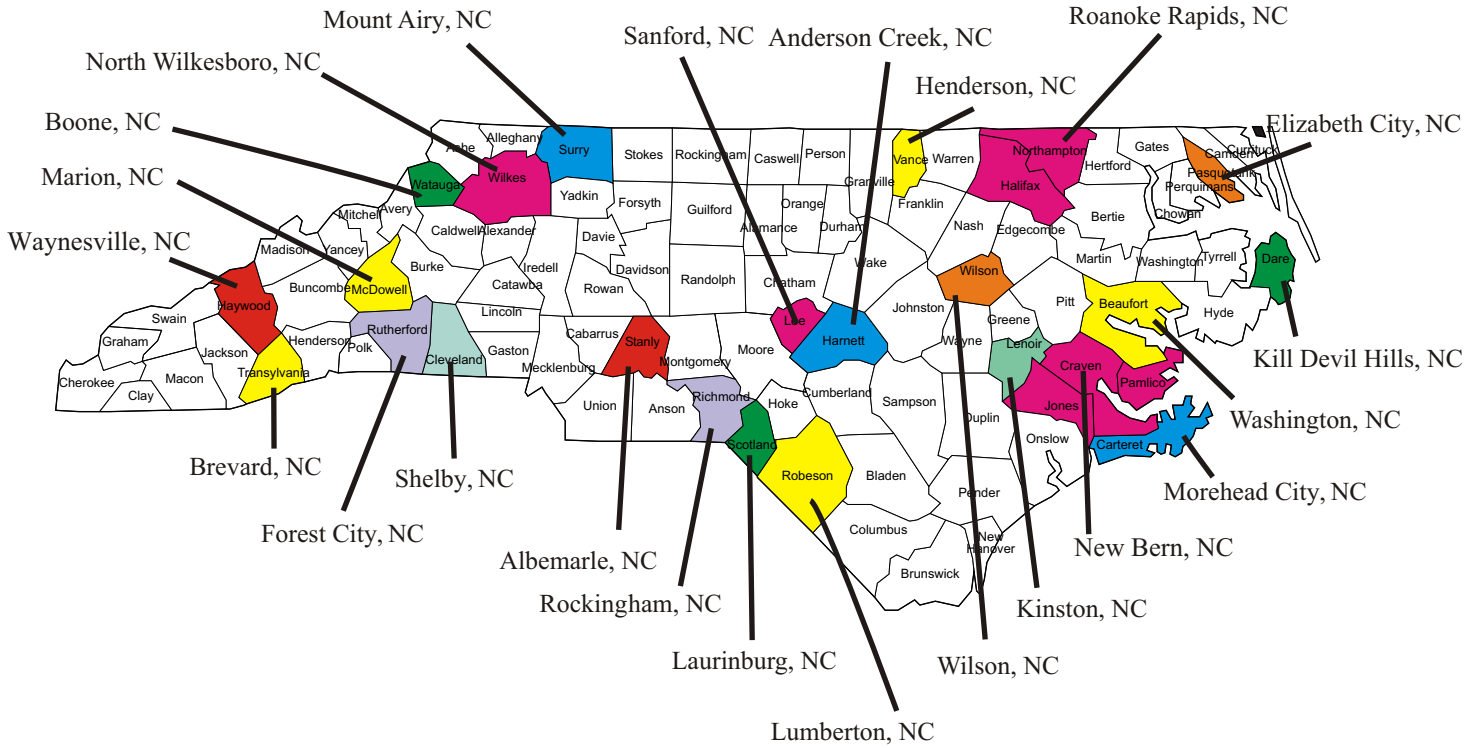 Mount Airy, NC
Roanoke Rapids, NC
Sanford, NC
Anderson Creek, NC
North Wilkesboro, NC
Henderson, NC
Boone, NC
Elizabeth City, NC
Marion, NC
Waynesville, NC
Kill Devil Hills, NC
Washington, NC
Brevard, NC
Shelby, NC
Morehead City, NC
Forest City, NC
Albemarle, NC
New Bern, NC
Rockingham, NC
Kinston, NC
Laurinburg, NC
Wilson, NC
Lumberton, NC
Ashe
Alleghany
Surry
Stokes
Rockingham
Caswell
Person
Granville
Vance
Warren
Northampton
Hertford
Gates
Camden
Currituck
Pasquotank
Perquimans
Chowan
Watauga
Wilkes
Yadkin
Forsyth
Guilford
Alamance
Orange
Durham
Franklin
Halifax
Nash
Edgecombe
Bertie
Mitchell
Avery
Caldwell
Alexander
Davie
Iredell
Davidson
Randolph
Chatham
Wake
Wilson
Martin
Washington
Tyrrell
Dare
Madison
Yancey
Burke
McDowell
Catawba
Rowan
Buncombe
Haywood
Swain
Graham
Cherokee
Clay
Macon
Jackson
Transylvania
Henderson
Polk
Rutherford
Cleveland
Lincoln
Gaston
Mecklenburg
Cabarrus
Stanly
Montgomery
Moore
Lee
Harnett
Johnston
Wayne
Greene
Pitt
Beaufort
Hyde
Lenoir
Craven
Pamlico
Jones
Carteret
Onslow
Duplin
Sampson
Cumberland
Hoke
Richmond
Anson
Union
Scotland
Robeson
Bladen
Pender
Columbus
New
Hanover
Brunswick